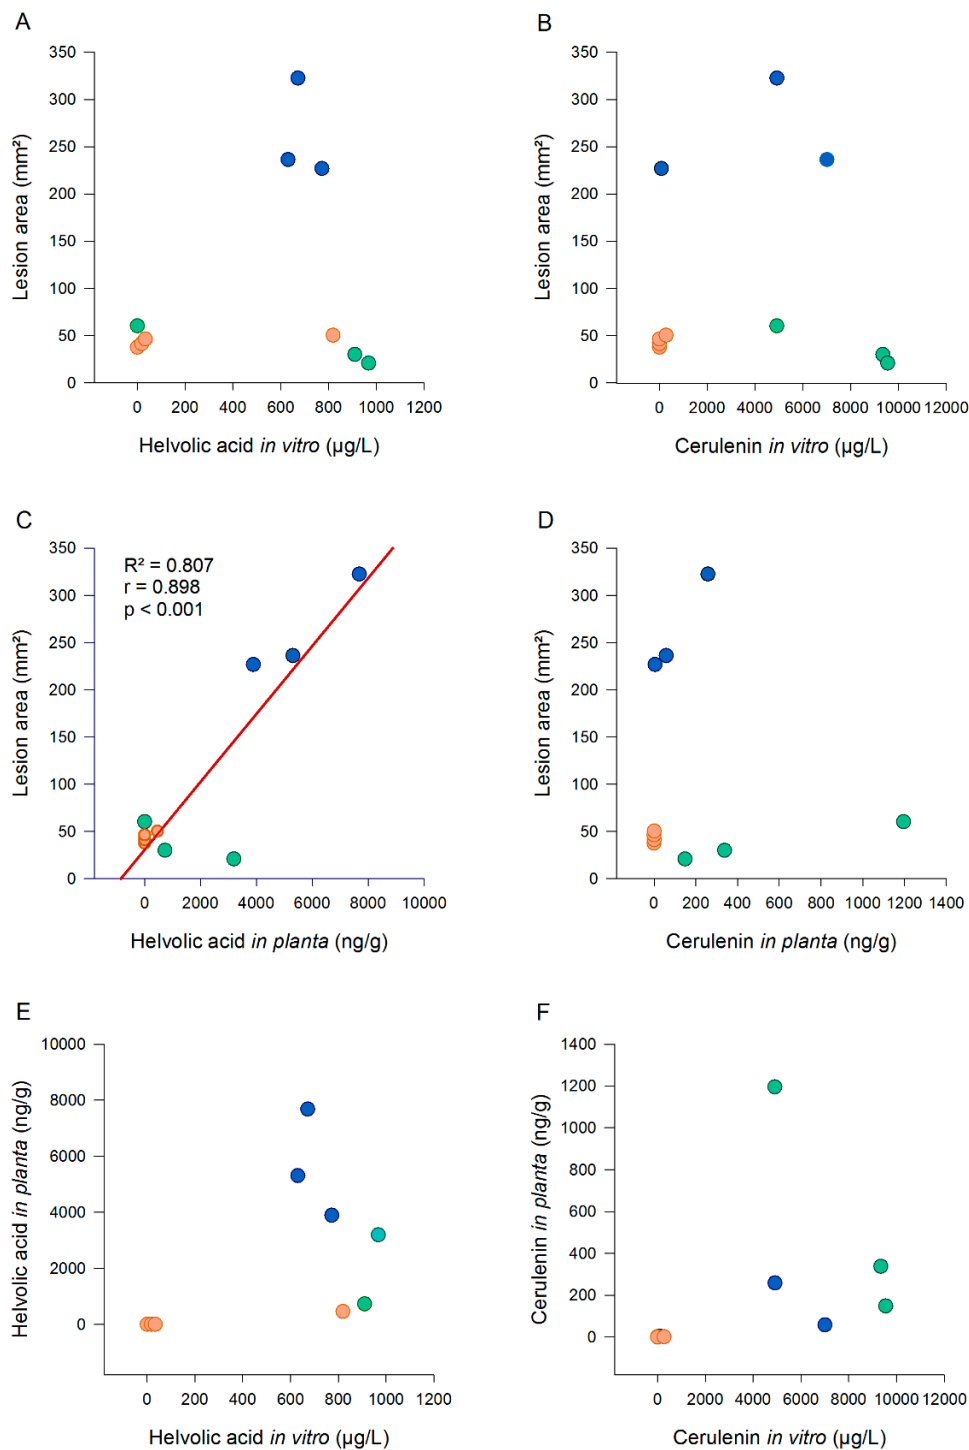 A
350
300
250
200
150
100
50
0
Lesion area (mm²)
0 200 400 600 800 1000 1200
Helvolic acid in vitro (µg/L)
B
350
300
250
200
150
100
50
0
Lesion area (mm²)
0 2000 4000 6000 8000 10000 12000
Cerulenin in vitro (µg/L)
C
R² = 0.807
r = 0.898
p < 0.001
350
300
250
200
150
100
50
0
Lesion area (mm²)
0 2000 4000 6000 8000 10000
Helvolic acid in planta (ng/g)
D
350
300
250
200
150
100
50
0
Lesion area (mm²)
0 200 400 600 800 1000 1200 1400
Cerulenin in planta (ng/g)
E
10000
8000
6000
4000
2000
0
Helvolic acid in planta (ng/g)
0 200 400 600 800 1000 1200
Helvolic acid in vitro (µg/L)
F
1400
1200
1000
800
600
400
200
0
Cerulenin in planta (ng/g)
0 2000 4000 6000 8000 10000 12000
Cerulenin in vitro (µg/L)